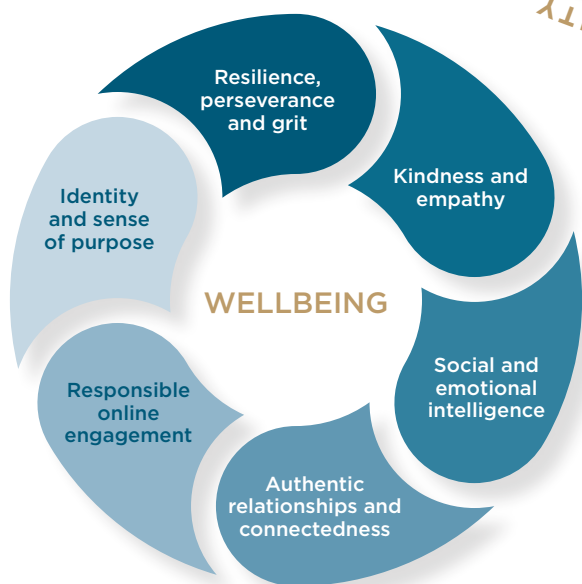 TY
Resilience,
perseverance
and grit
Kindness and
empathy
Identity
and sense
of purpose
WELLBEING
Social and
emotional
intelligence
Responsible
online
engagement
Authentic
relationships and
connectedness